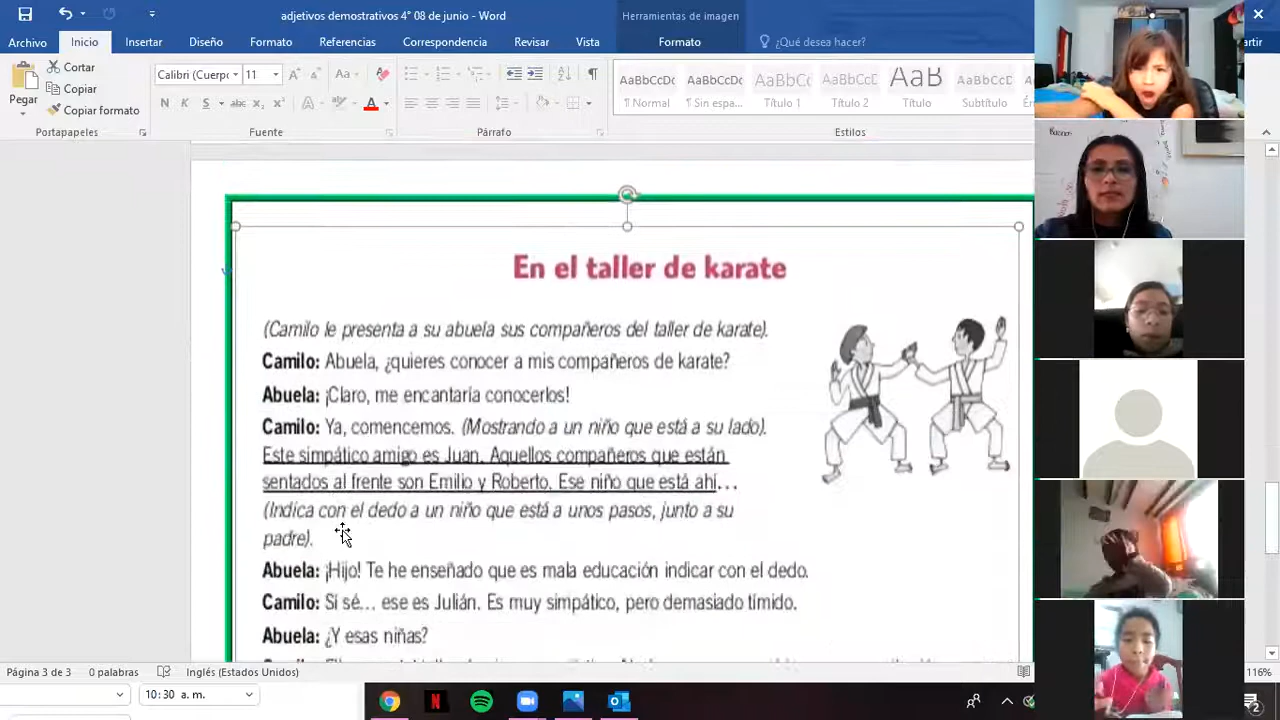 adjetivos demostrativos 4° 08 de junio - Word
Herramientas de imagen
Archivo Inicio Insertar Diseño Formato Referencias Correspondencia Revisar Vista Formato ¿Qué desea hacer? rtir
Pegar
Cortar
Copiar
Copiar formato
Portapapeles
Calibri (Cuerp 11 Aa
N K S abc x₂ x² A A
Fuente
Párrafo
AaBbCcDc AaBbCcDc AaBbC AaBbCcD AaB AaBbCcD
¶ Normal ¶ Sin espa... Título 1 Título 2 Título Subtítulo
Estilos
En el taller de karate
(Camilo le presenta a su abuela sus compañeros del taller de karate).
Camilo: Abuela, ¿quieres conocer a mis compañeros de karate?
Abuela: ¡Claro, me encantaría conocerlos!
Camilo: Ya, comencemos. (Mostrando a un niño que está a su lado).
Este simpático amigo es Juan. Aquellos compañeros que están
sentados al frente son Emilio y Roberto. Ese niño que está ahí...
(Indica con el dedo a un niño que está a unos pasos, junto a su
padre).
Abuela: ¡Hijo! Te he enseñado que es mala educación indicar con el dedo.
Camilo: Sí sé... ese es Julián. Es muy simpático, pero demasiado tímido.
Abuela: ¿Y esas niñas?
Página 3 de 3 0 palabras Inglés (Estados Unidos) 116%
10:30 a. m.
2